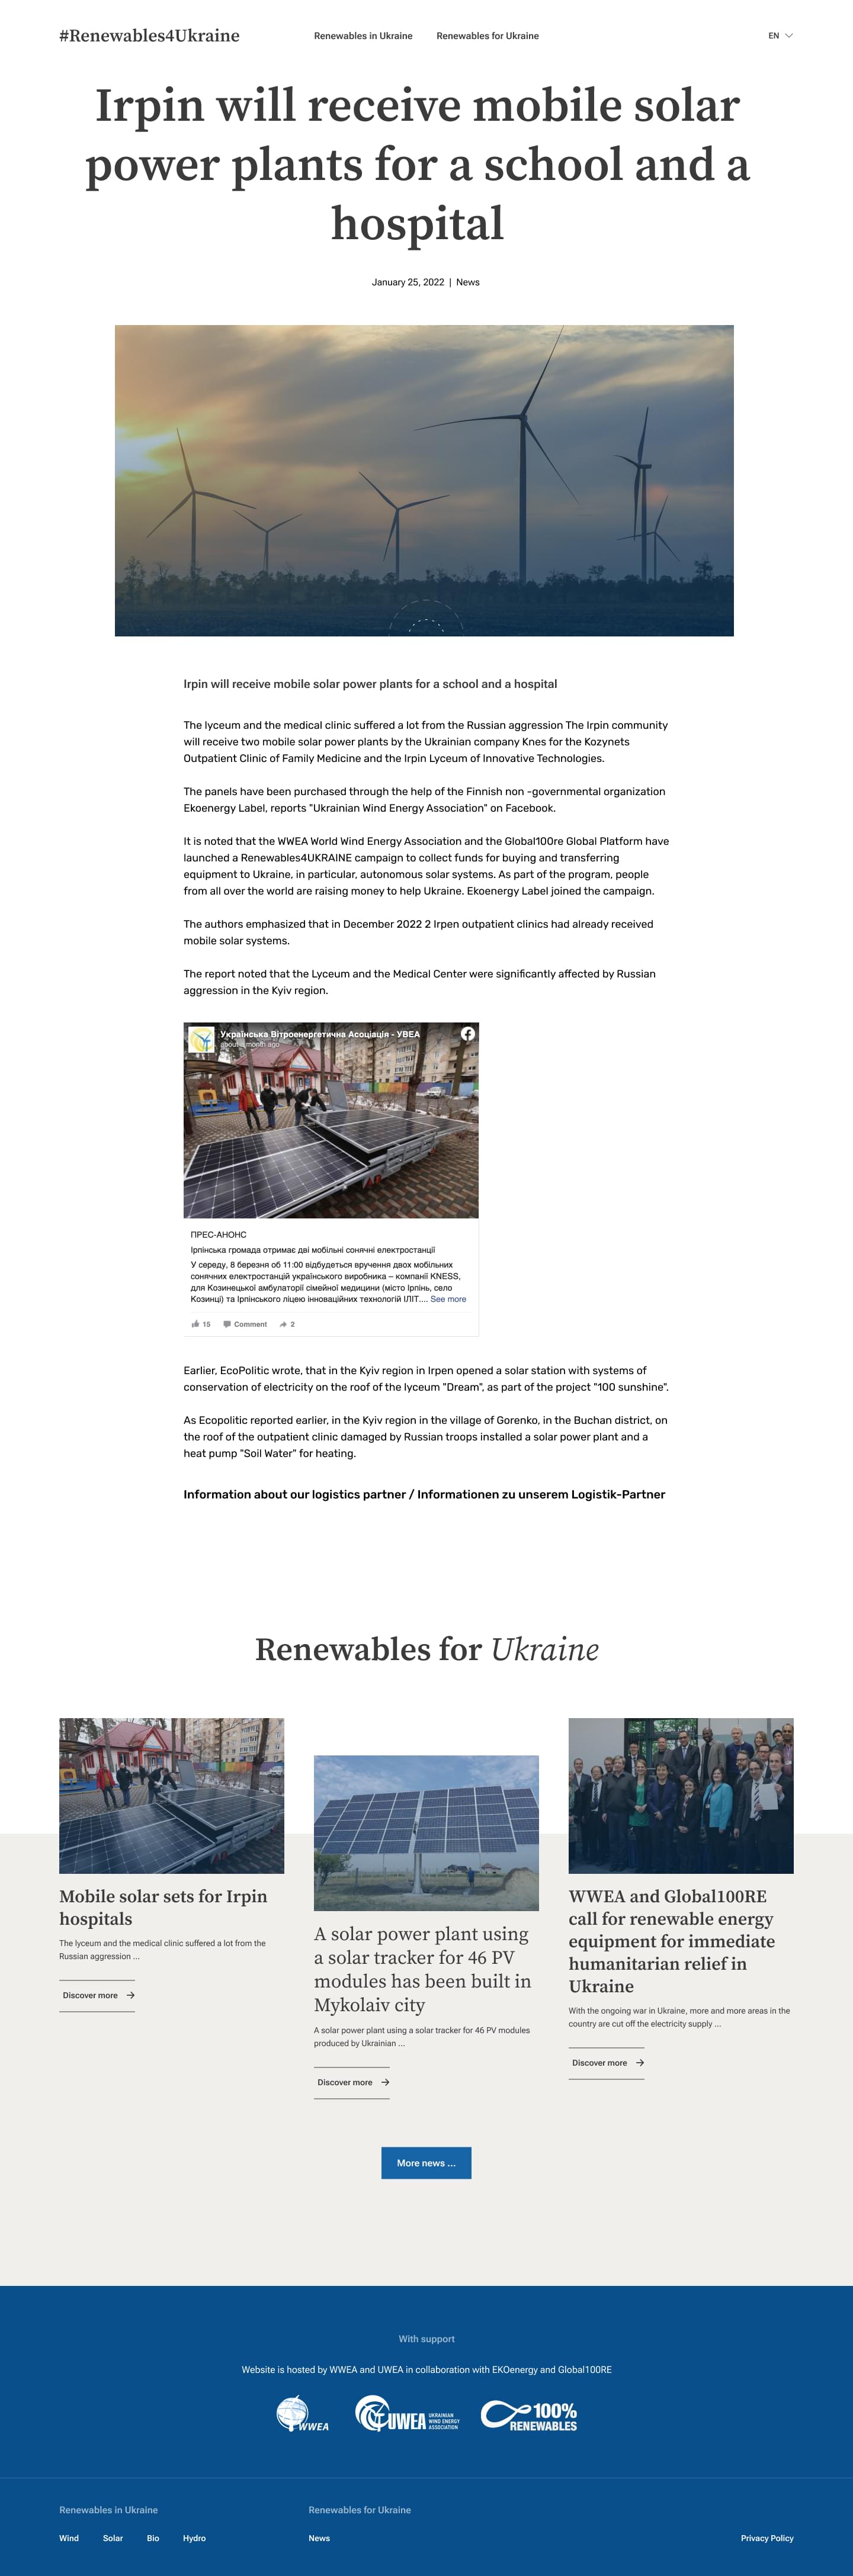 #Renewables4Ukraine
Renewables in Ukraine
Renewables for Ukraine
EN
Irpin will receive mobile solar
power plants for a school and a
hospital
January 25, 2022 | News
Irpin will receive mobile solar power plants for a school and a hospital
The lyceum and the medical clinic suffered a lot from the Russian aggression The Irpin community
will receive two mobile solar power plants by the Ukrainian company Knes for the Kozynets
Outpatient Clinic of Family Medicine and the Irpin Lyceum of Innovative Technologies.
The panels have been purchased through the help of the Finnish non -governmental organization
Ekoenergy Label, reports "Ukrainian Wind Energy Association" on Facebook.
It is noted that the WWEA World Wind Energy Association and the Global100re Global Platform have
launched a Renewables4UKRAINE campaign to collect funds for buying and transferring
equipment to Ukraine, in particular, autonomous solar systems. As part of the program, people
from all over the world are raising money to help Ukraine. Ekoenergy Label joined the campaign.
The authors emphasized that in December 2022 2 Irpen outpatient clinics had already received
mobile solar systems.
The report noted that the Lyceum and the Medical Center were significantly affected by Russian
aggression in the Kyiv region.
Українська Вітроенергетична Асоціація - УВЕА
about a month ago
ПРЕС-АНОНС
Ірпінська громада отримає дві мобільні сонячні електростанції
У середу, 8 березня об 11:00 відбудеться вручення двох мобільних
сонячних електростанцій українського виробника – компанії KNESS,
для Козинецької амбулаторії сімейної медицини (місто Ірпінь, село
Козинці) та Ірпінського ліцею інноваційних технологій ІЛІТ.... See more
15 Comment 2
Earlier, EcoPolitic wrote, that in the Kyiv region in Irpen opened a solar station with systems of
conservation of electricity on the roof of the lyceum "Dream", as part of the project "100 sunshine".
As Ecopolitic reported earlier, in the Kyiv region in the village of Gorenko, in the Buchan district, on
the roof of the outpatient clinic damaged by Russian troops installed a solar power plant and a
heat pump "Soil Water" for heating.
Information about our logistics partner / Informationen zu unserem Logistik-Partner
Renewables for Ukraine
Mobile solar sets for Irpin
hospitals
The lyceum and the medical clinic suffered a lot from the
Russian aggression ...
Discover more
A solar power plant using
a solar tracker for 46 PV
modules has been built in
Mykolaiv city
A solar power plant using a solar tracker for 46 PV modules
produced by Ukrainian ...
Discover more
WWEA and Global100RE
call for renewable energy
equipment for immediate
humanitarian relief in
Ukraine
With the ongoing war in Ukraine, more and more areas in the
country are cut off the electricity supply ...
Discover more
More news ...
With support
Website is hosted by WWEA and UWEA in collaboration with EKOenergy and Global100RE
WWEA
UWEA
UKRAINIAN
WIND ENERGY
ASSOCIATION
100%
RENEWABLES
Renewables in Ukraine
Renewables for Ukraine
Wind
Solar
Bio
Hydro
News
Privacy Policy